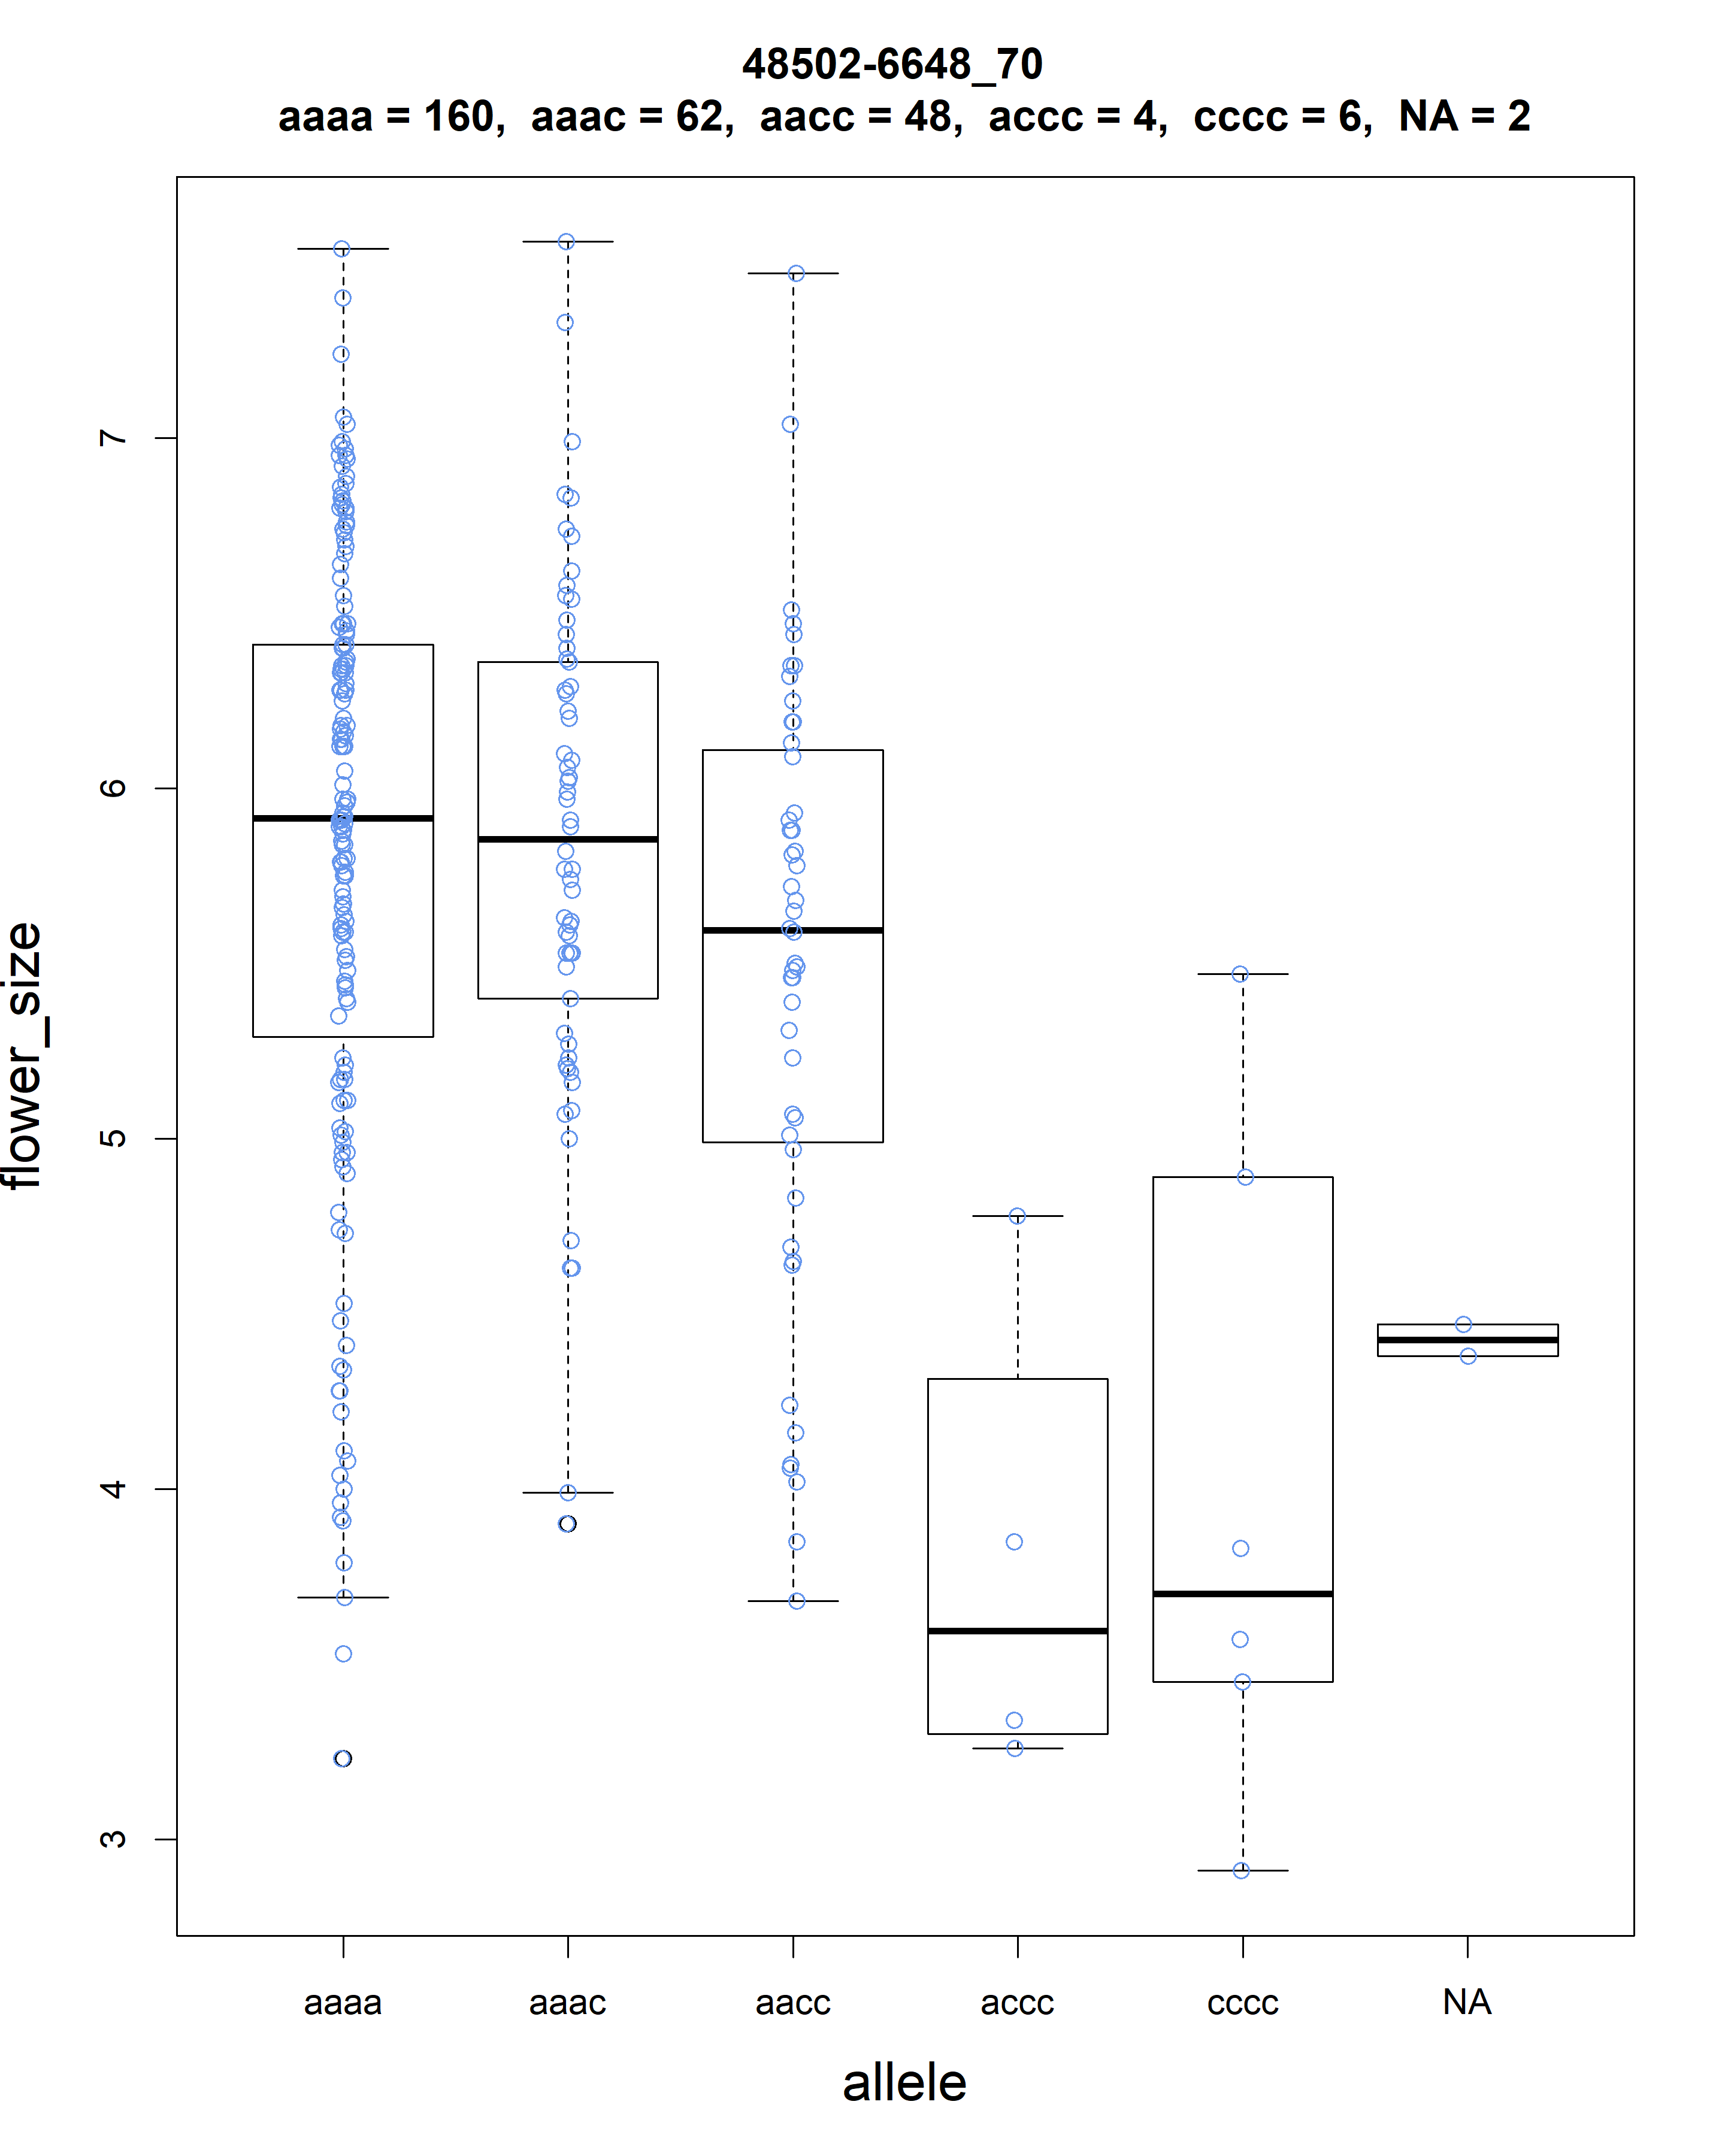 48502-6648_70
aaaa = 160,  aaac = 62,  aacc = 48,  accc = 4,  cccc = 6,  NA = 2
flower_size
7
6
5
4
3
aaaa aaac aacc accc cccc NA
allele